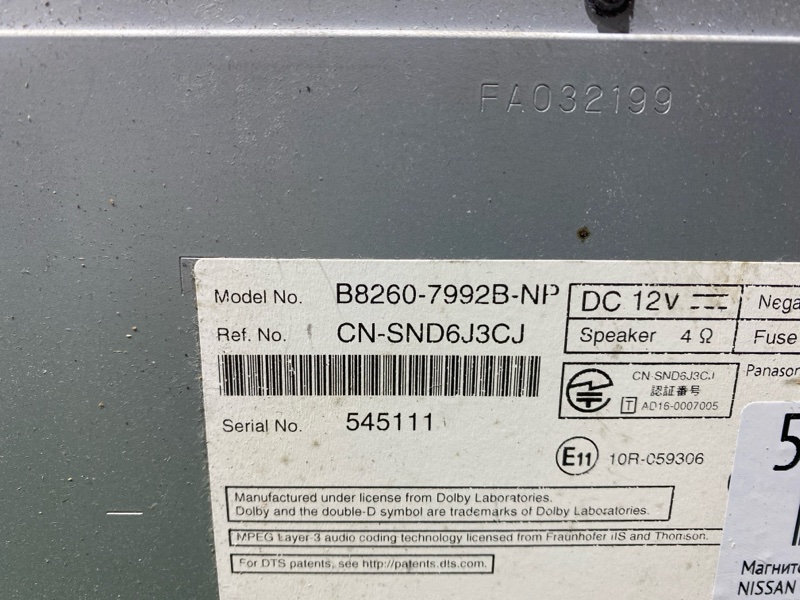 FA032199
Model No. B8260-7992B-NP
Ref. No. CN-SND6J3CJ
Serial No. 545111
DC 12V
Speaker 4 Ω
Fuse
CN-SND6J3CJ
認証番号
T AD16-0007005
E11 10R-059306
Manufactured under license from Dolby Laboratories.
Dolby and the double-D symbol are trademarks of Dolby Laboratories.
MPEG Layer-3 audio coding technology licensed from Fraunhofer IIS and Thomson.
For DTS patents, see http://patents.dts.com.
5
NISSAN